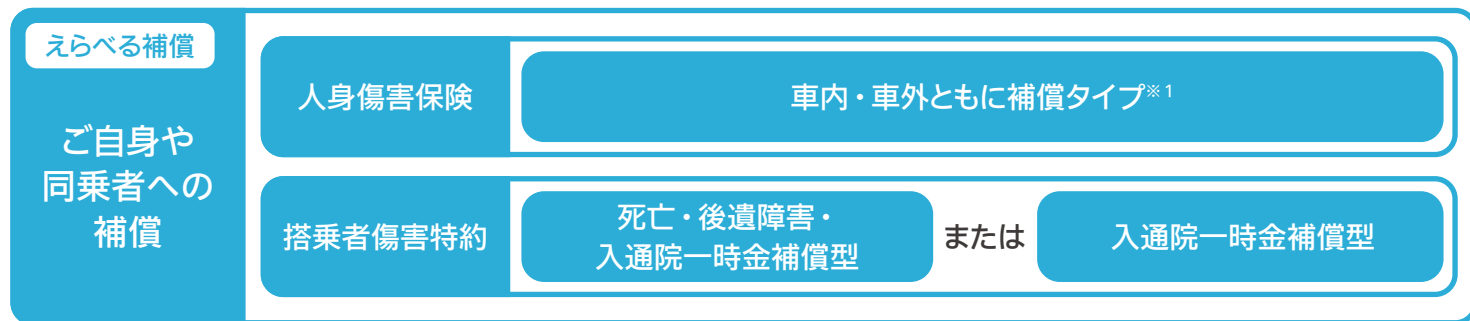 えらべる補償
ご自身や
同乗者への
補償
人身傷害保険
車内・車外ともに補償タイプ※1
搭乗者傷害特約
死亡・後遺障害・
入通院一時金補償型
または
入通院一時金補償型